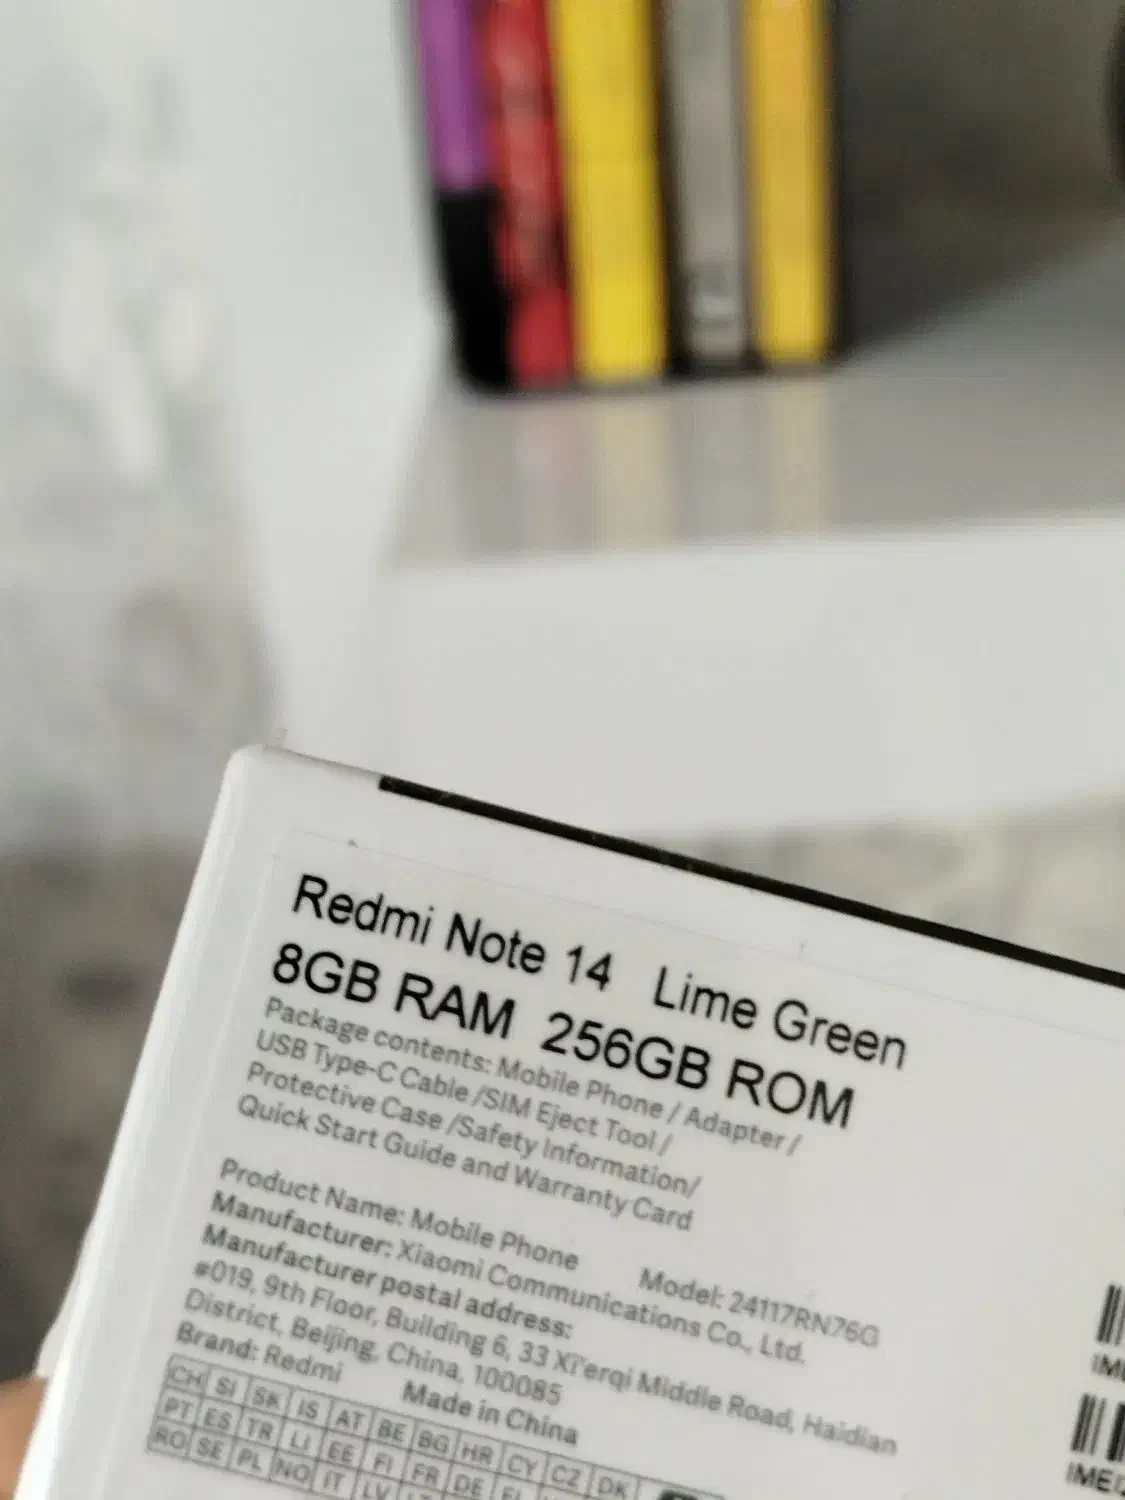 Redmi Note 14 Lime Green
8GB RAM 256GB ROM
Package contents: Mobile Phone / Adapter /
USB Type-C Cable /SIM Eject Tool /
Protective Case /Safety Information/
Quick Start Guide and Warranty Card
Product Name: Mobile Phone Model: 24117RN76G
Manufacturer: Xiaomi Communications Co., Ltd.
Manufacturer postal address:
#019, 9th Floor, Building 6, 33 Xi'erqi Middle Road, Haidian
District, Beijing, China, 100085
Brand: Redmi Made in China
CH SI SK IS AT BE BG HR CY CZ DK
PT ES TR LI EE FI FR DE
RO SE PL NO IT LV